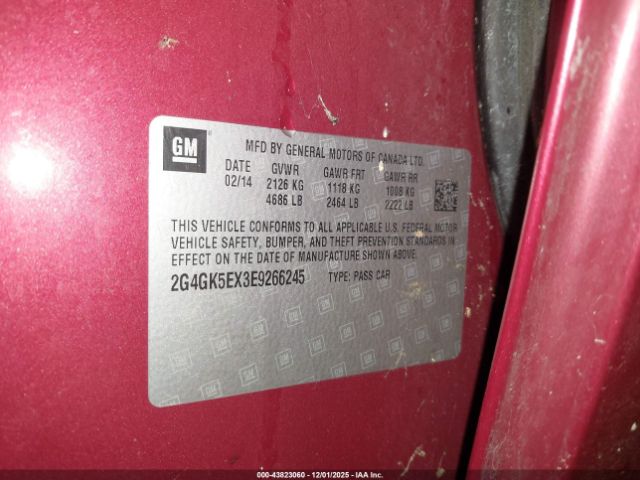 GM
MFD BY GENERAL MOTORS OF CANADA LTD.
DATE GVWR GAWR FRT GAWR RR
02/14 2126 KG 1118 KG 1008 KG
4686 LB 2464 LB 2222 LB
THIS VEHICLE CONFORMS TO ALL APPLICABLE U.S. FEDERAL MOTOR
VEHICLE SAFETY, BUMPER, AND THEFT PREVENTION STANDARDS IN
EFFECT ON THE DATE OF MANUFACTURE SHOWN ABOVE.
2G4GK5EX3E9266245 TYPE: PASS CAR
000-43823060 - 12/01/2025 - IAA Inc.